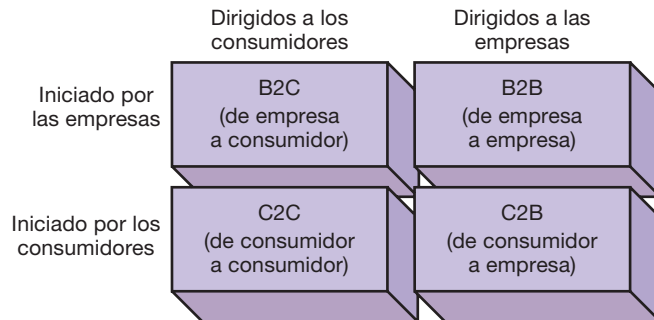 Dirigidos a los
consumidores
Dirigidos a las
empresas
Iniciado por
las empresas
B2C
(de empresa
a consumidor)
B2B
(de empresa
a empresa)
Iniciado por los
consumidores
C2C
(de consumidor
a consumidor)
C2B
(de consumidor
a empresa)